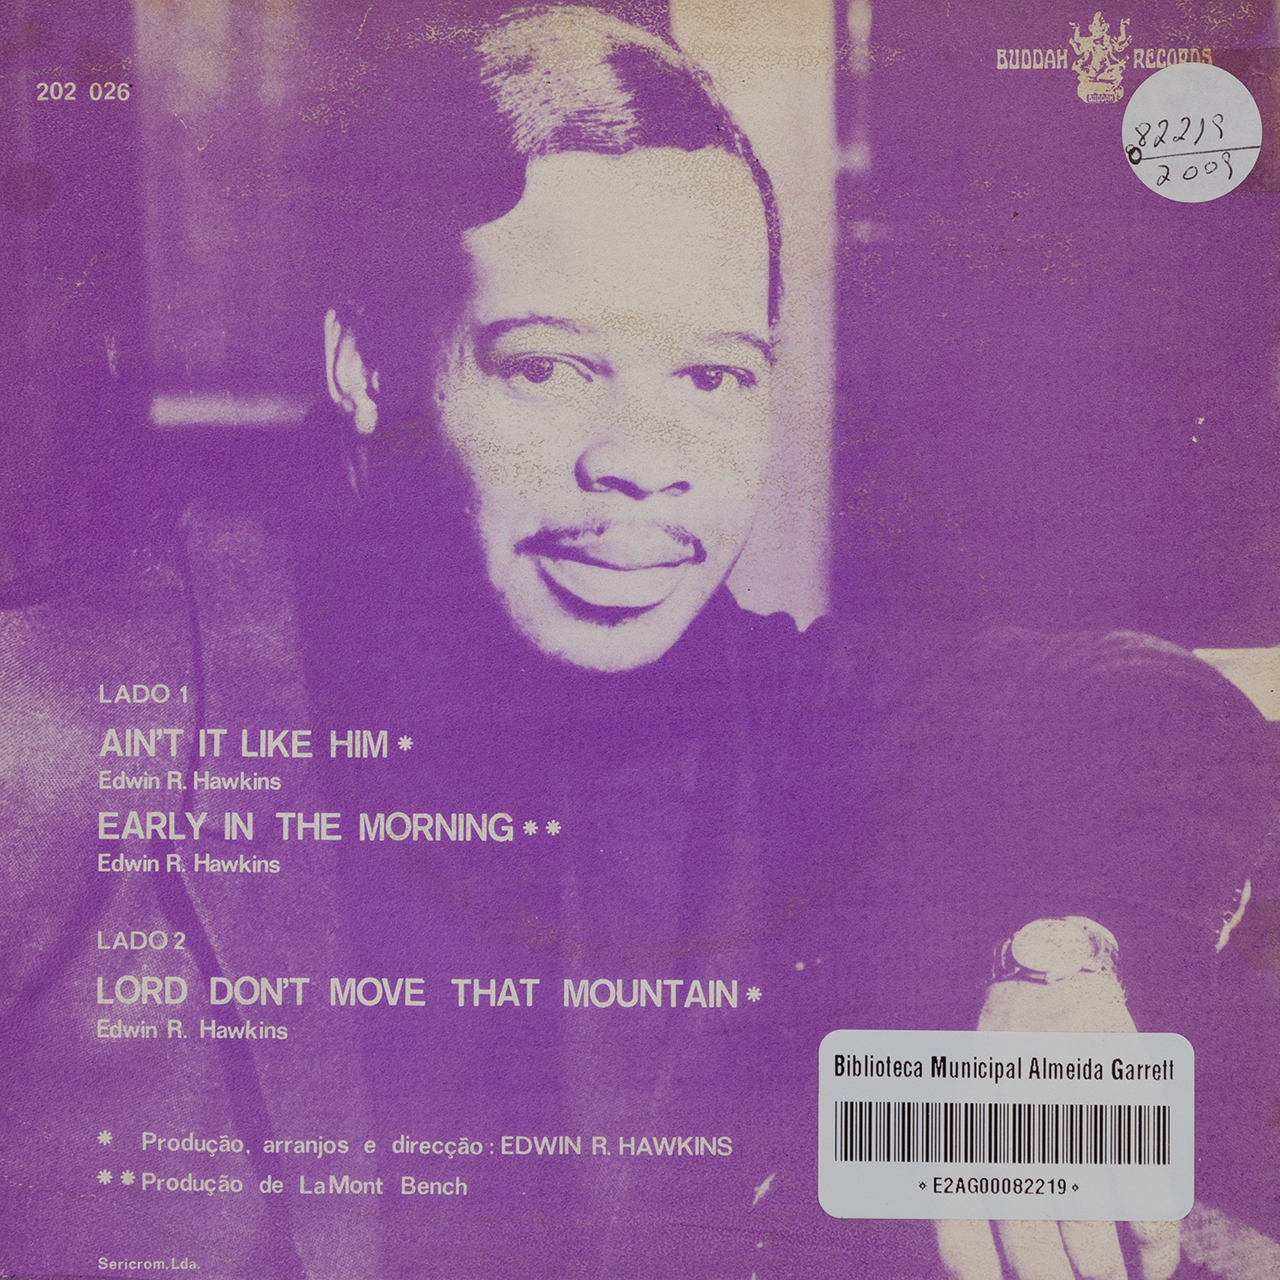 202 026
BUDDAH RECORDS
BUDDAH
82219
2009
LADO 1
AIN'T IT LIKE HIM *
Edwin R. Hawkins
EARLY IN THE MORNING * *
Edwin R. Hawkins
LADO 2
LORD DON'T MOVE THAT MOUNTAIN *
Edwin R. Hawkins
* Produção, arranjos e direcção: EDWIN R. HAWKINS
* * Produção de LaMont Bench
Biblioteca Municipal Almeida Garrett
E2AG00082219
Sericrom, Lda.